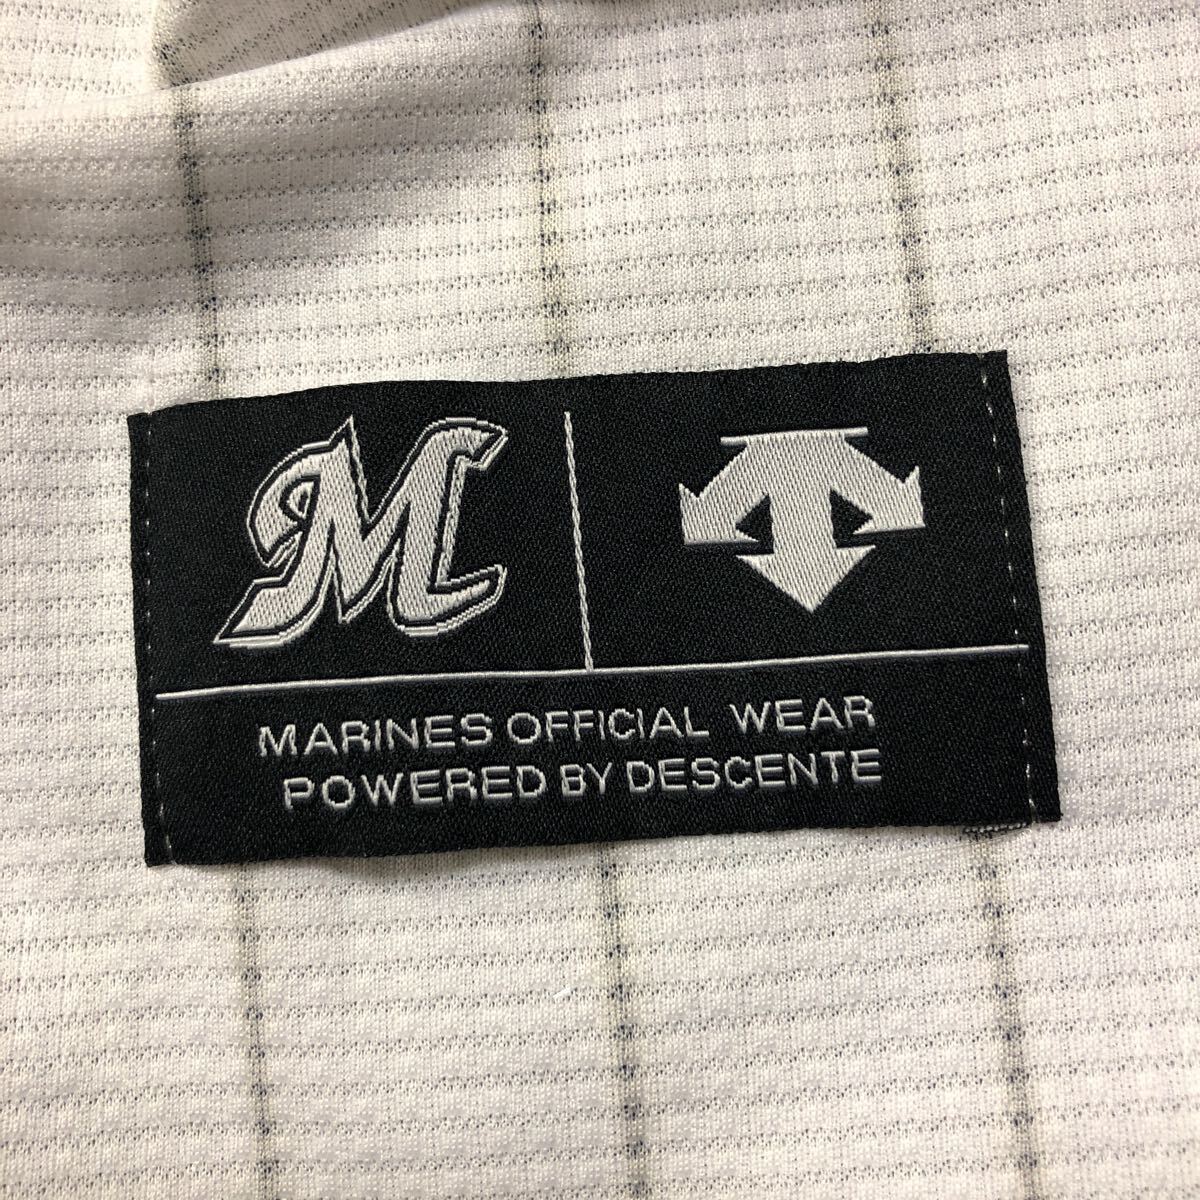 M
MARINES OFFICIAL WEAR
POWERED BY DESCENTE